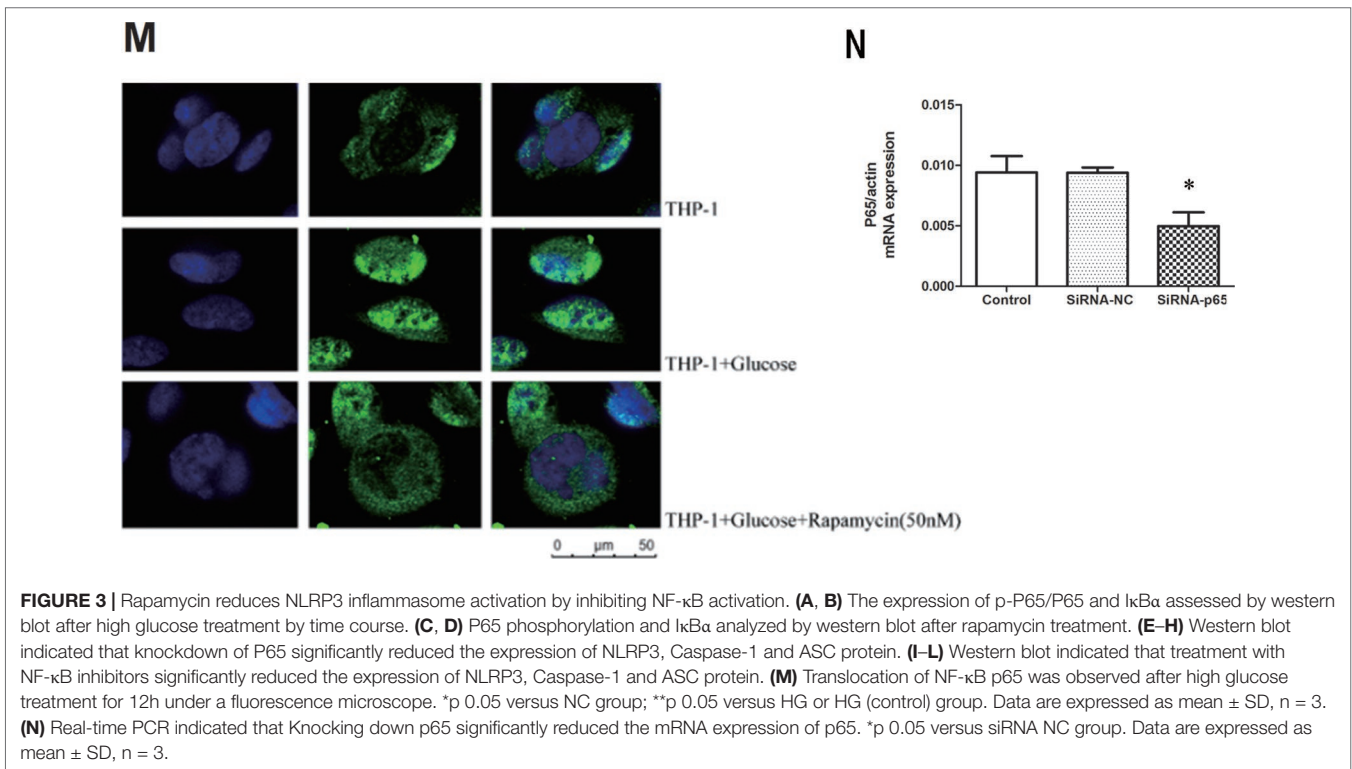 M
THP-1
THP-1+Glucose
THP-1+Glucose+Rapamycin(50nM)
0 μm 50
N
P65/actin
mRNA expression
0.015
0.010
0.005
0.000
*
Control SiRNA-NC SiRNA-p65
FIGURE 3 | Rapamycin reduces NLRP3 inflammasome activation by inhibiting NF-κB activation. (A, B) The expression of p-P65/P65 and IκBα assessed by western
blot after high glucose treatment by time course. (C, D) P65 phosphorylation and IκBα analyzed by western blot after rapamycin treatment. (E–H) Western blot
indicated that knockdown of P65 significantly reduced the expression of NLRP3, Caspase-1 and ASC protein. (I–L) Western blot indicated that treatment with
NF-κB inhibitors significantly reduced the expression of NLRP3, Caspase-1 and ASC protein. (M) Translocation of NF-κB p65 was observed after high glucose
treatment for 12h under a fluorescence microscope. *p 0.05 versus NC group; **p 0.05 versus HG or HG (control) group. Data are expressed as mean ± SD, n = 3.
(N) Real-time PCR indicated that Knocking down p65 significantly reduced the mRNA expression of p65. *p 0.05 versus siRNA NC group. Data are expressed as
mean ± SD, n = 3.